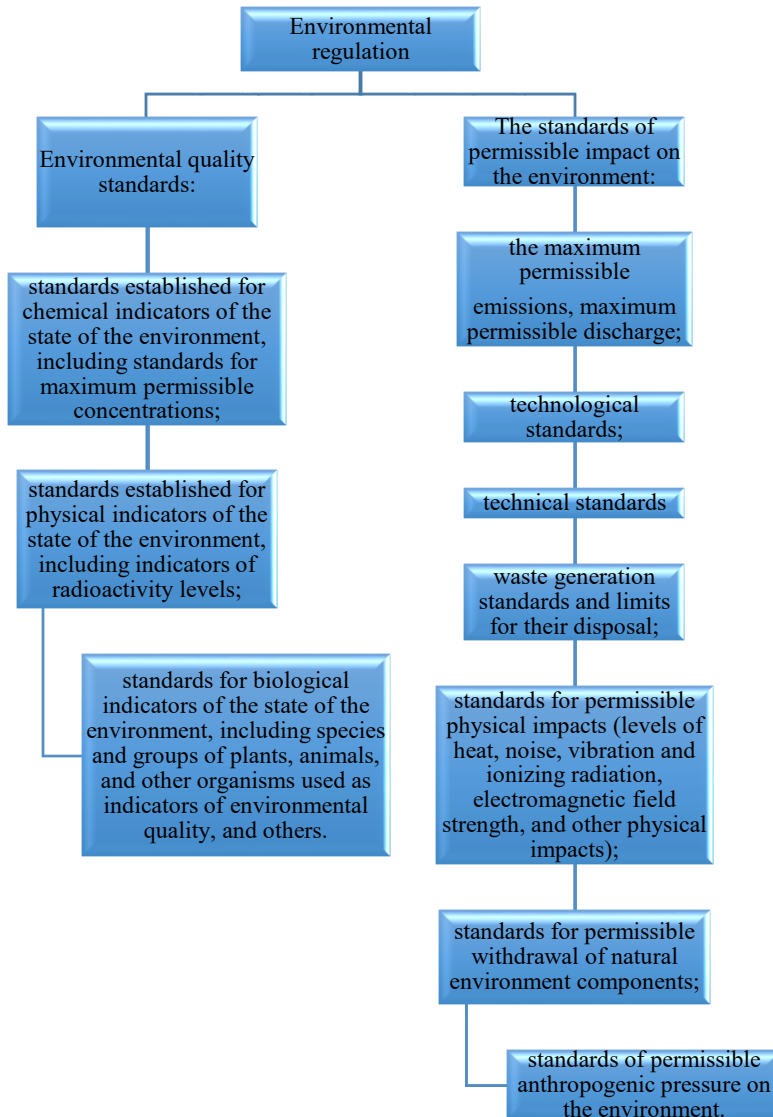 Environmental
regulation
Environmental quality
standards:
standards established for
chemical indicators of the
state of the environment,
including standards for
maximum permissible
concentrations;
standards established for
physical indicators of the
state of the environment,
including indicators of
radioactivity levels;
standards for biological
indicators of the state of the
environment, including species
and groups of plants, animals,
and other organisms used as
indicators of environmental
quality, and others.
The standards of
permissible impact on
the environment:
the maximum
permissible
emissions, maximum
permissible discharge;
technological
standards;
technical standards
waste generation
standards and limits
for their disposal;
standards for permissible
physical impacts (levels of
heat, noise, vibration and
ionizing radiation,
electromagnetic field
strength, and other physical
impacts);
standards for permissible
withdrawal of natural
environment components;
standards of permissible
anthropogenic pressure on
the environment.